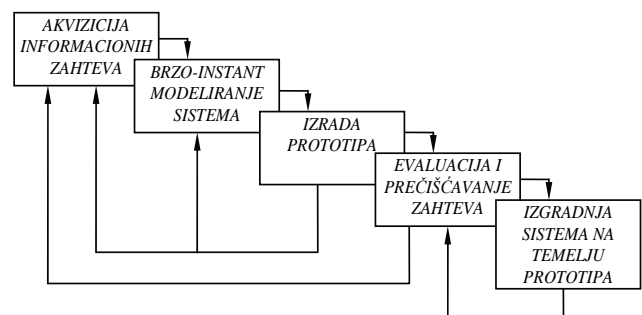 AKVIZICIJA
INFORMACIONIH
ZAHTEVA
BRZO-INSTANT
MODELIRANJE
SISTEMA
IZRADA
PROTOTIPA
EVALUACIJA I
PREČIŠĆAVANJE
ZAHTEVA
IZGRADNJA
SISTEMA NA
TEMELJU
PROTOTIPA